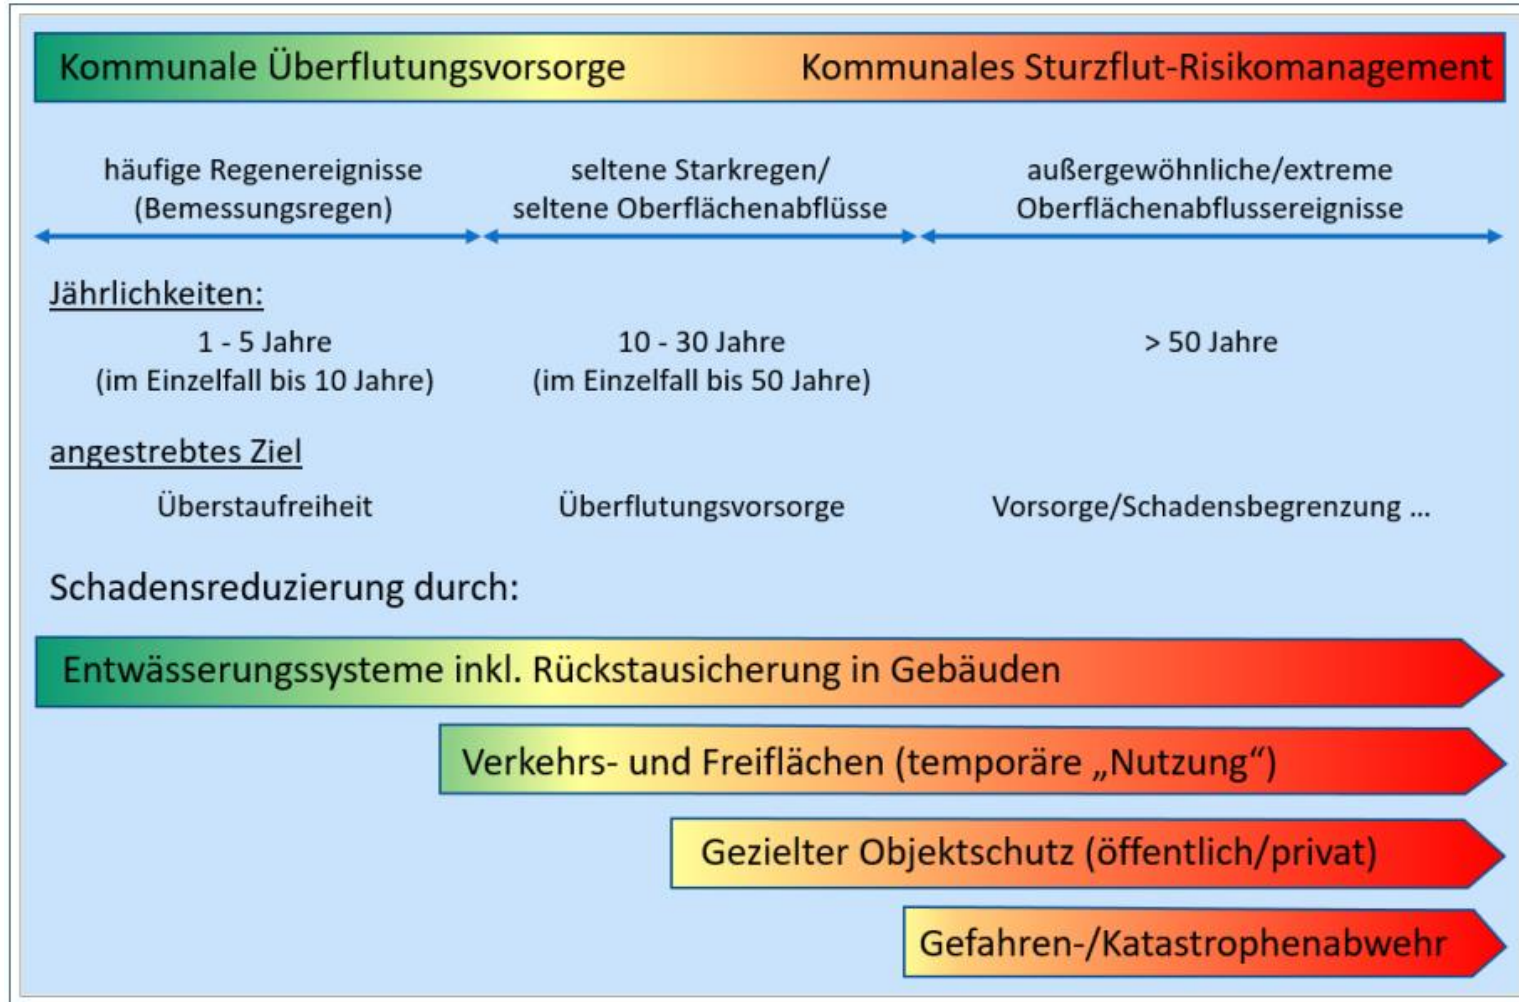 Kommunale Überflutungsvorsorge
Kommunales Sturzflut-Risikomanagement
häufige Regenereignisse
(Bemessungsregen)
seltene Starkregen/
seltene Oberflächenabflüsse
außergewöhnliche/extreme
Oberflächenabflussereignisse
Jährlichkeiten:
1 - 5 Jahre
(im Einzelfall bis 10 Jahre)
10 - 30 Jahre
(im Einzelfall bis 50 Jahre)
> 50 Jahre
angestrebtes Ziel
Überstaufreiheit
Überflutungsvorsorge
Vorsorge/Schadensbegrenzung ...
Schadensreduzierung durch:
Entwässerungssysteme inkl. Rückstausicherung in Gebäuden
Verkehrs- und Freiflächen (temporäre „Nutzung“)
Gezielter Objektschutz (öffentlich/privat)
Gefahren-/Katastrophenabwehr